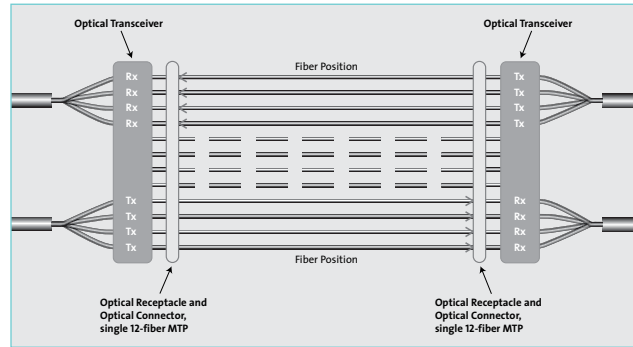 Optical Transceiver
Optical Transceiver
Fiber Position
Rx
Rx
Rx
Rx
Tx
Tx
Tx
Tx
Tx
Tx
Tx
Tx
Rx
Rx
Rx
Rx
Fiber Position
Optical Receptacle and
Optical Connector,
single 12-fiber MTP
Optical Receptacle and
Optical Connector,
single 12-fiber MTP